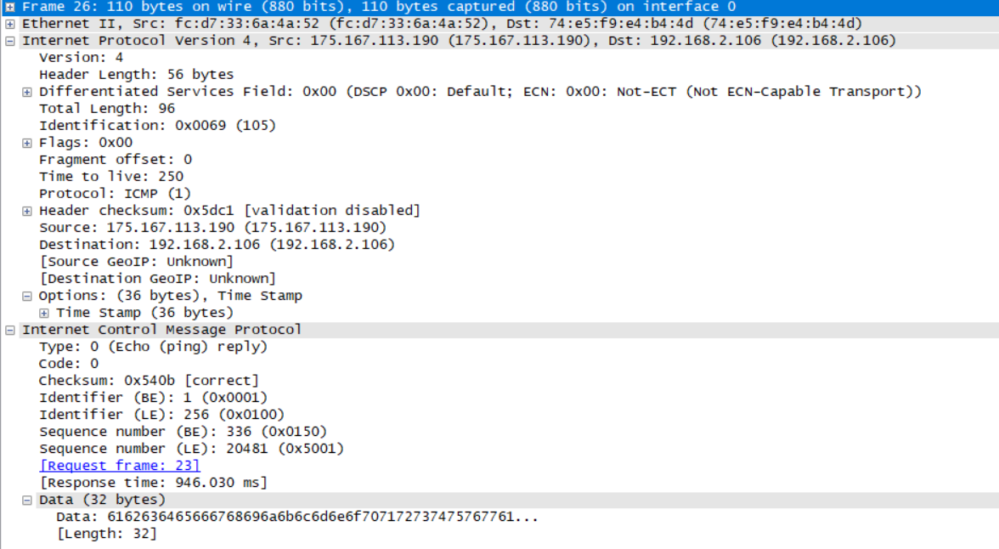 Frame 26: 110 bytes on wire (880 bits), 110 bytes captured (880 bits) on interface 0
Ethernet II, Src: fc:d7:33:6a:4a:52 (fc:d7:33:6a:4a:52), Dst: 74:e5:f9:e4:b4:4d (74:e5:f9:e4:b4:4d)
Internet Protocol Version 4, Src: 175.167.113.190 (175.167.113.190), Dst: 192.168.2.106 (192.168.2.106)
Version: 4
Header Length: 56 bytes
Differentiated Services Field: 0x00 (DSCP 0x00: Default; ECN: 0x00: Not-ECT (Not ECN-Capable Transport))
Total Length: 96
Identification: 0x0069 (105)
Flags: 0x00
Fragment offset: 0
Time to live: 250
Protocol: ICMP (1)
Header checksum: 0x5dc1 [validation disabled]
Source: 175.167.113.190 (175.167.113.190)
Destination: 192.168.2.106 (192.168.2.106)
[Source GeoIP: Unknown]
[Destination GeoIP: Unknown]
Options: (36 bytes), Time Stamp
Time Stamp (36 bytes)
Internet Control Message Protocol
Type: 0 (Echo (ping) reply)
Code: 0
Checksum: 0x540b [correct]
Identifier (BE): 1 (0x0001)
Identifier (LE): 256 (0x0100)
Sequence number (BE): 336 (0x0150)
Sequence number (LE): 20481 (0x5001)
[Request frame: 23]
[Response time: 946.030 ms]
Data (32 bytes)
Data: 6162636465666768696a6b6c6d6e6f707172737475767761...
[Length: 32]